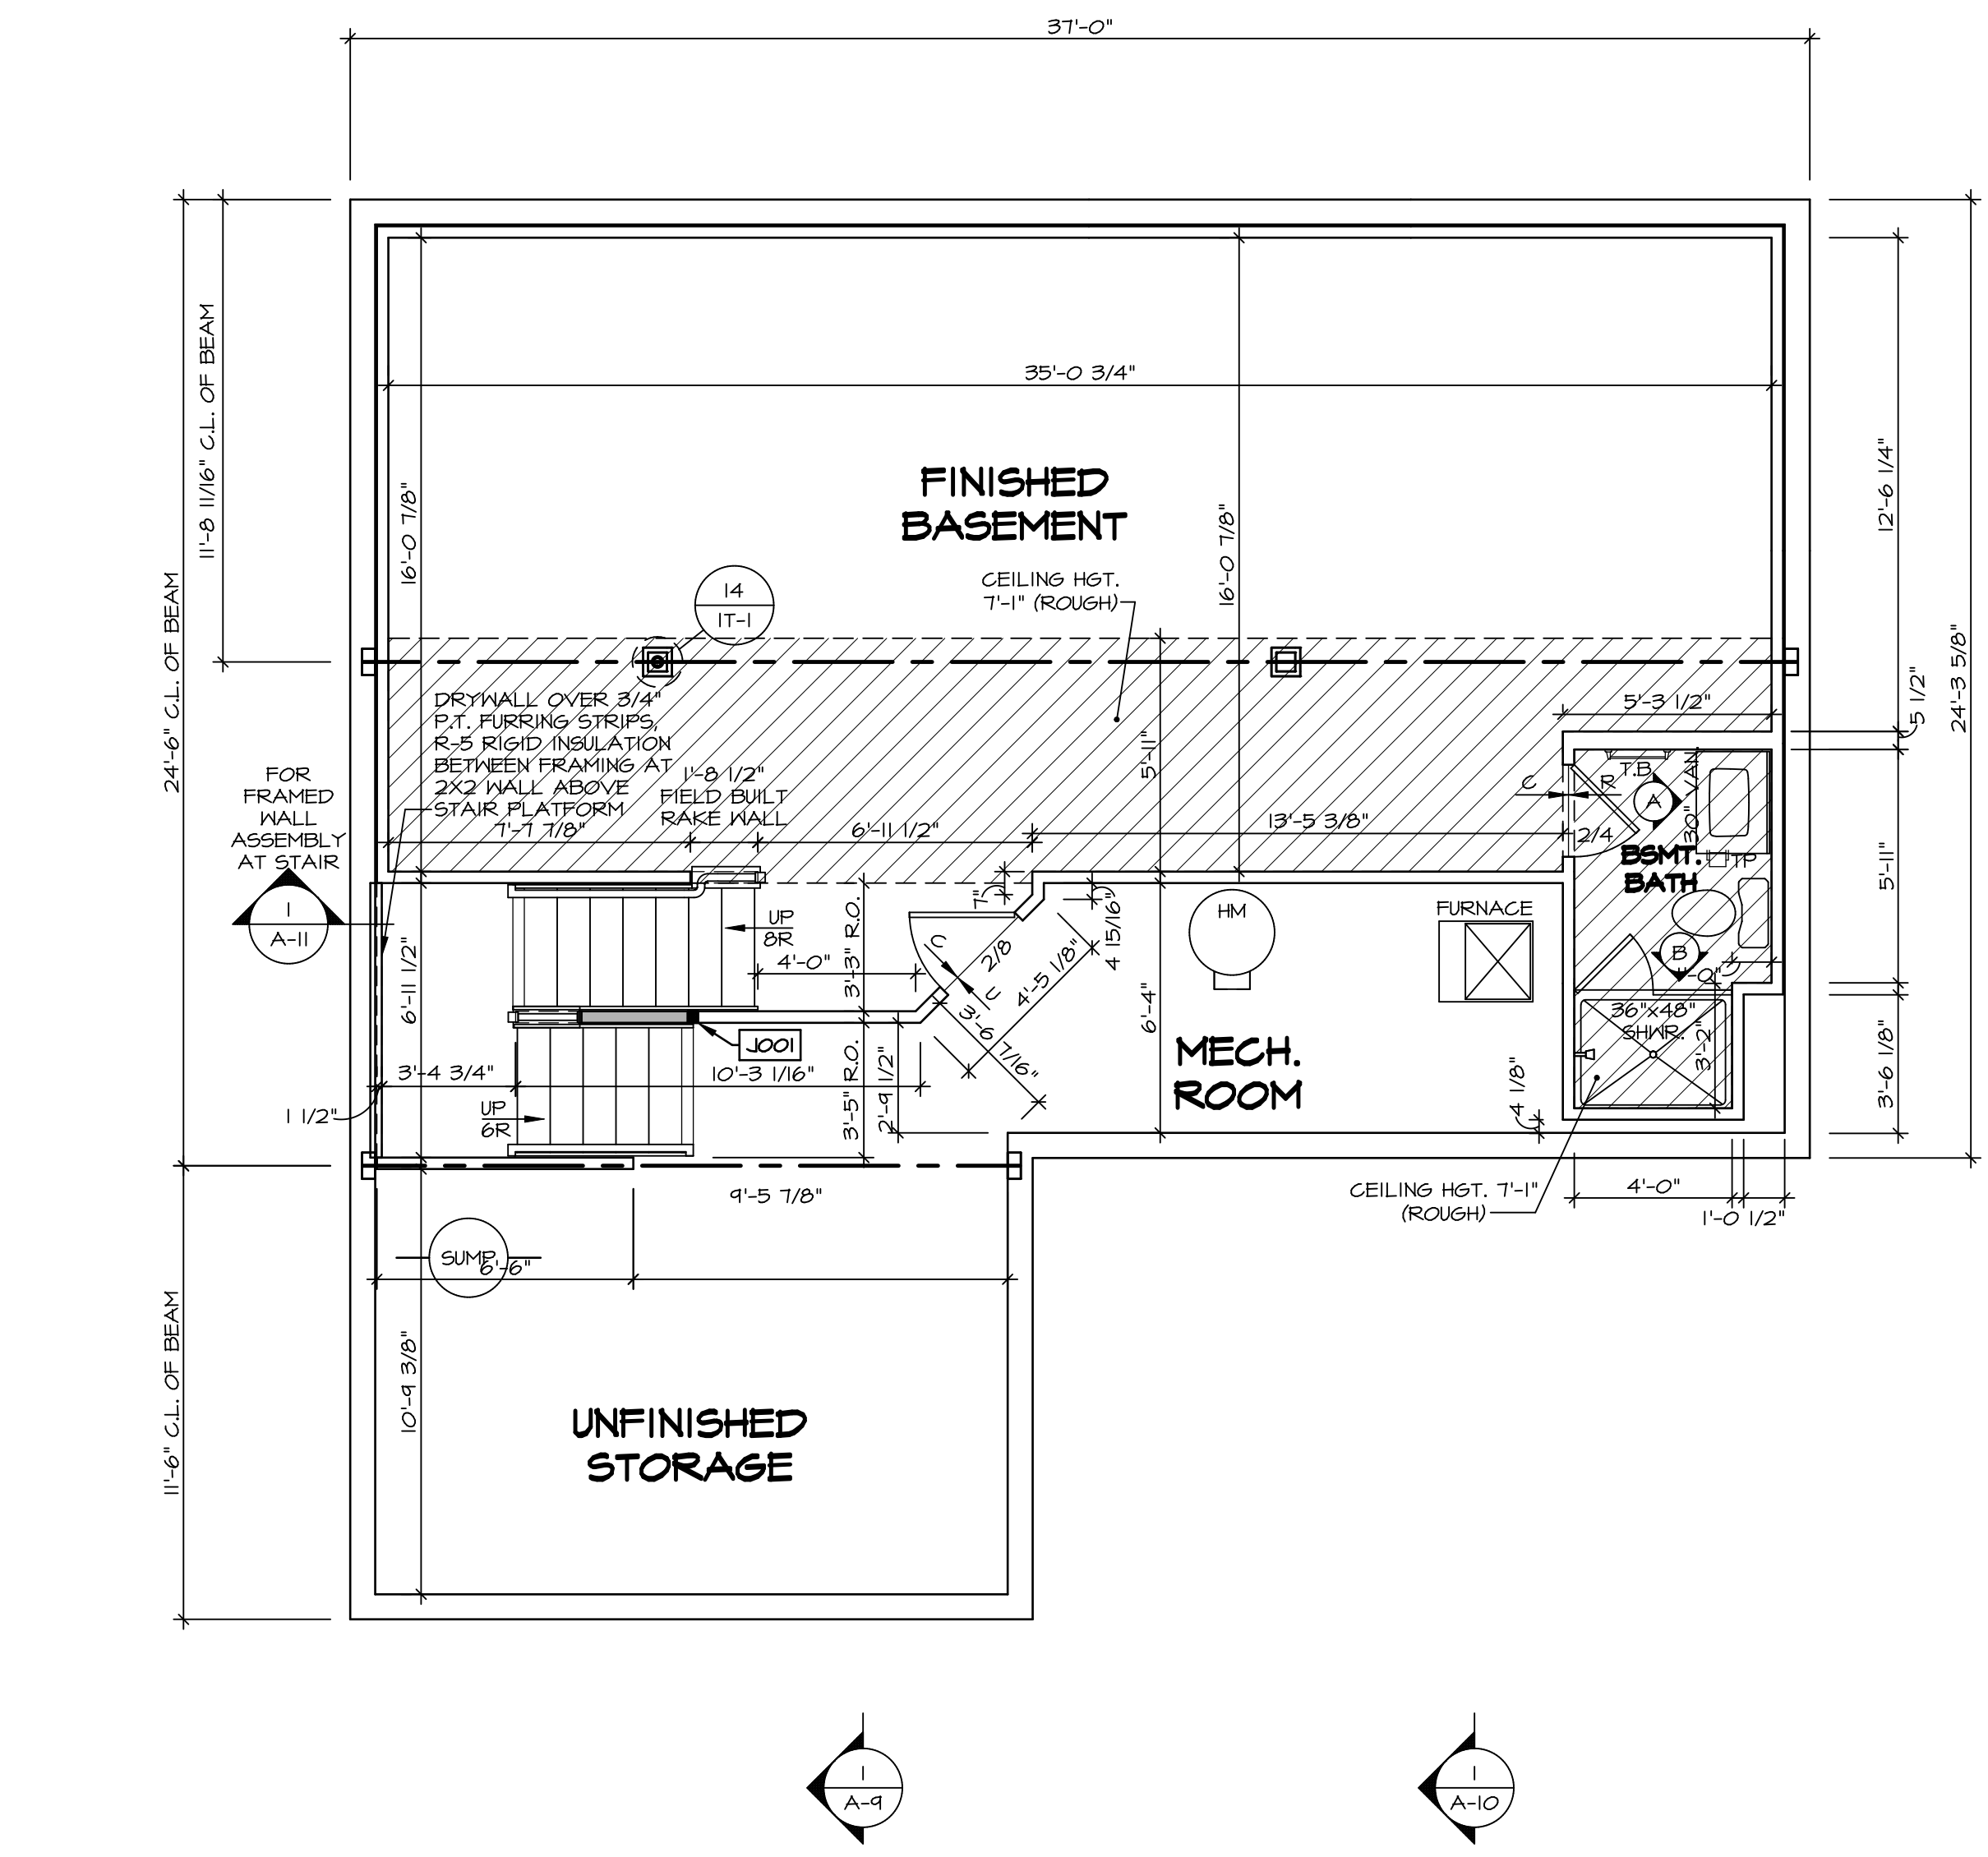 37'-0"
11'-8 11/16" C.L. OF BEAM
24'-6" C.L. OF BEAM
11'-6" C.L. OF BEAM
35'-0 3/4"
16'-0 7/8"
16'-0 7/8"
12'-6 1/4"
24'-3 5/8"
5 1/2"
5'-11"
3'-6 1/8"
FINISHED
BASEMENT
CEILING HGT.
7'-1" (ROUGH)
14
IT-1
DRYWALL OVER 3/4"
P.T. FURRING STRIPS,
R-5 RIGID INSULATION
BETWEEN FRAMING AT
2X2 WALL ABOVE
STAIR PLATFORM
FOR
FRAMED
WALL
ASSEMBLY
AT STAIR
1
A-11
1'-8 1/2"
FIELD BUILT
RAKE WALL
7'-7 7/8"
6'-11 1/2"
13'-5 3/8"
5'-11"
5'-3 1/2"
T.B.
C
R
A
30" VAN.
2/4
BSMT.
BATH
TP
B
1'-0"
36"x48"
SHWR.
3'-2"
UP
8R
4'-0"
3'-3" R.O.
7"
4 15/16"
C
U
2/8
4'-5 1/8"
3'-6 7/16"
HM
FURNACE
6'-11 1/2"
6'-4"
MECH.
ROOM
J001
3'-4 3/4"
10'-3 1/16"
3'-5" R.O.
2'-9 1/2"
1 1/2"
UP
6R
4 1/8"
CEILING HGT. 7'-1"
(ROUGH)
4'-0"
1'-0 1/2"
9'-5 7/8"
SUMP
6'-6"
10'-9 3/8"
UNFINISHED
STORAGE
1
A-9
1
A-10